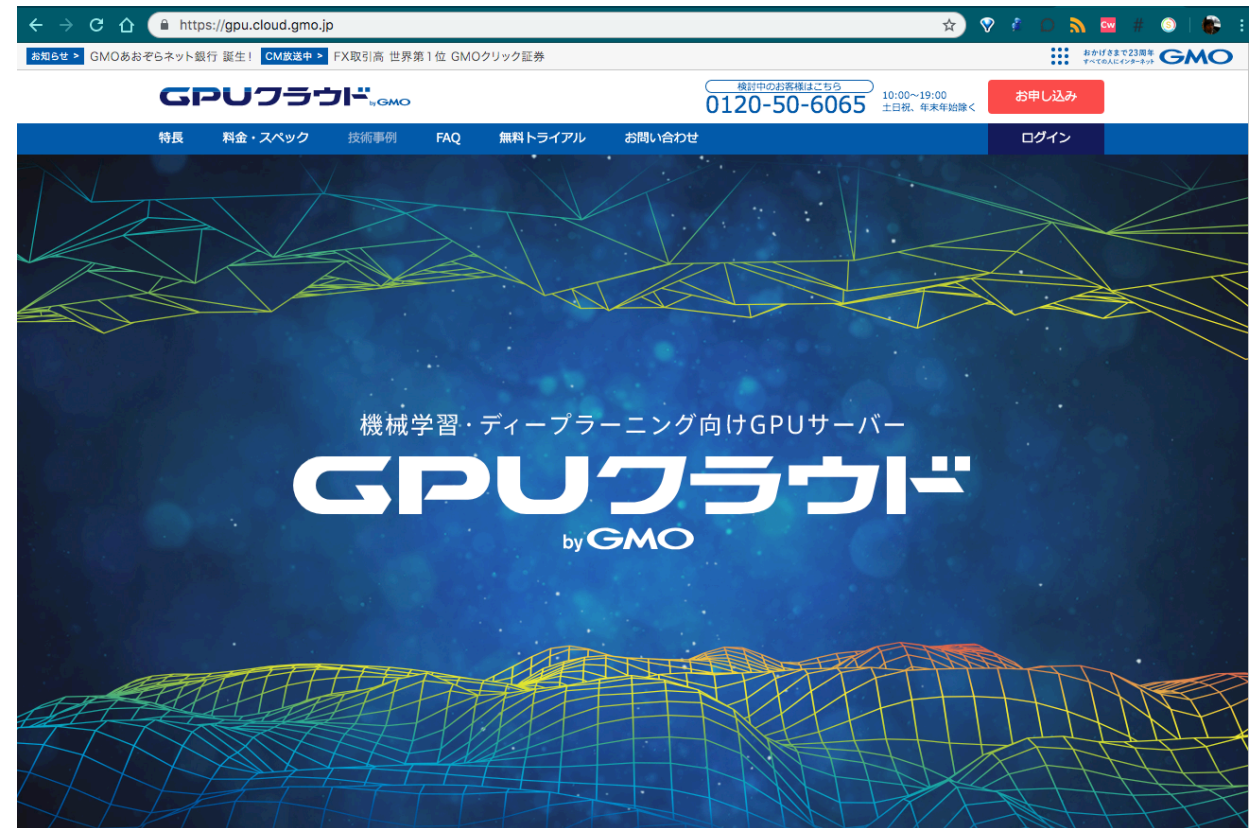 https://gpu.cloud.gmo.jp
Cw
#
お知らせ > GMOあおぞらネット銀行 誕生! CM放送中 > FX取引高 世界第1位 GMOクリック証券
おかげさまで23周年
すべての人にインターネット
GMO
GPUクラウド by GMO
検討中のお客様はこちら
0120-50-6065
10:00~19:00
土日祝、年末年始除く
お申し込み
特長 料金・スペック 技術事例 FAQ 無料トライアル お問い合わせ ログイン
機械学習・ディープラーニング向けGPUサーバー
GPUクラウド
by GMO